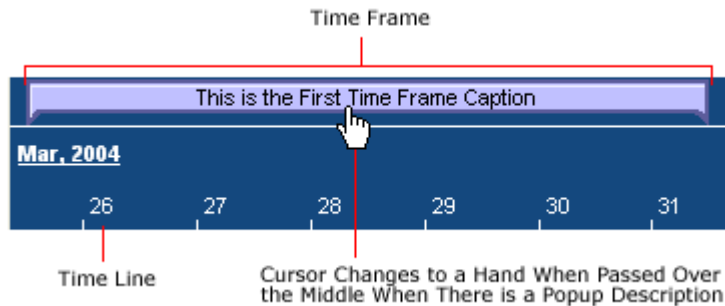 Time Frame
This is the First Time Frame Caption
Mar, 2004
26 27 28 29 30 31
Time Line
Cursor Changes to a Hand When Passed Over
the Middle When There is a Popup Description